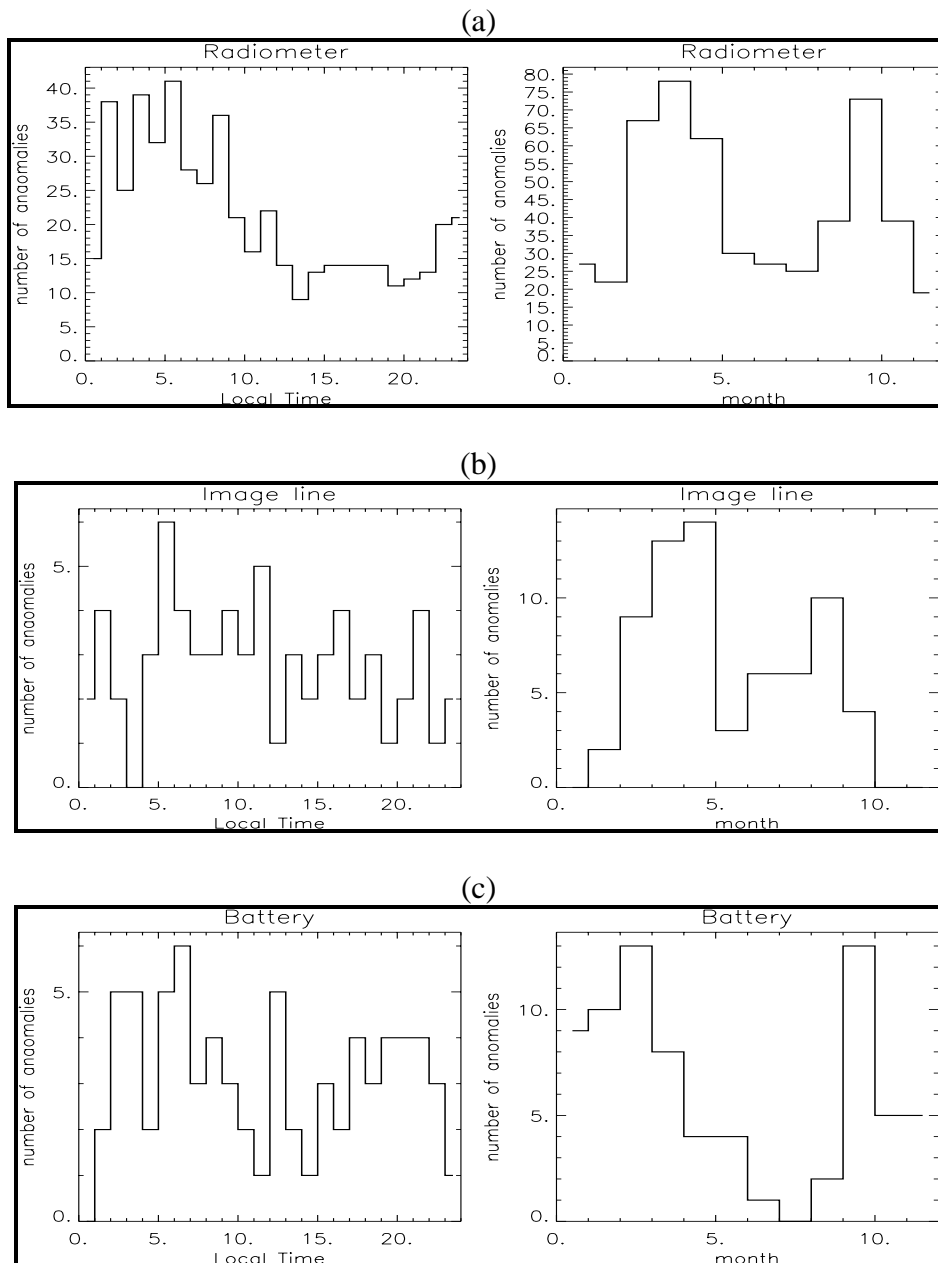 (a)
Radiometer
number of anaomalies
40.
35.
30.
25.
20.
15.
10.
5.
0.
0. 5. 10. 15. 20.
Local Time
Radiometer
number of anomalies
80.
75.
70.
65.
60.
55.
50.
45.
40.
35.
30.
25.
20.
15.
10.
5.
0.
0. 5. 10.
month
(b)
Image line
number of anaomalies
5.
0.
0. 5. 10. 15. 20.
Local Time
Image line
number of anomalies
10.
5.
0.
0. 5. 10.
month
(c)
Battery
number of anaomalies
5.
0.
0. 5. 10. 15. 20.
Local Time
Battery
number of anomalies
10.
5.
0.
0. 5. 10.
month